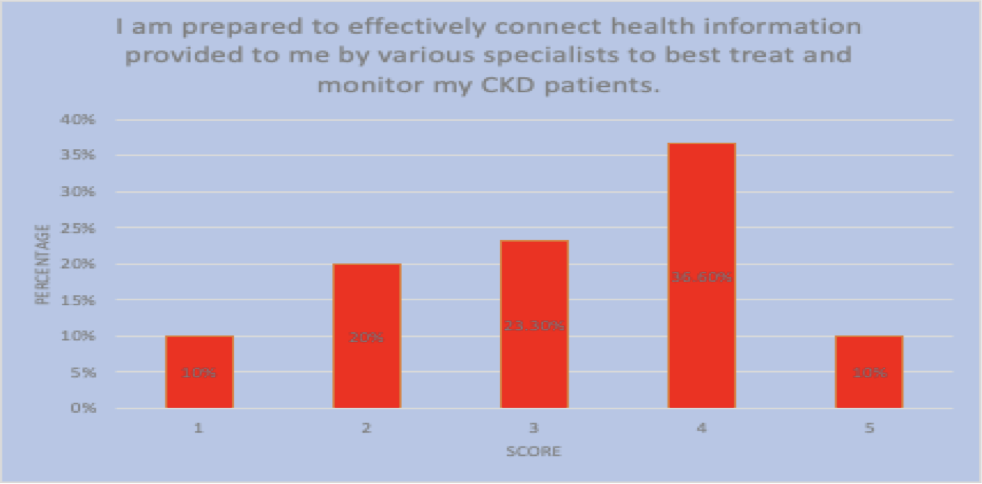 I am prepared to effectively connect health information
provided to me by various specialists to best treat and
monitor my CKD patients.
40%
35%
30%
25%
20%
15%
10%
5%
0%
PERCENTAGE
10%
20%
23.30%
36.60%
10%
1 2 3 4 5
SCORE